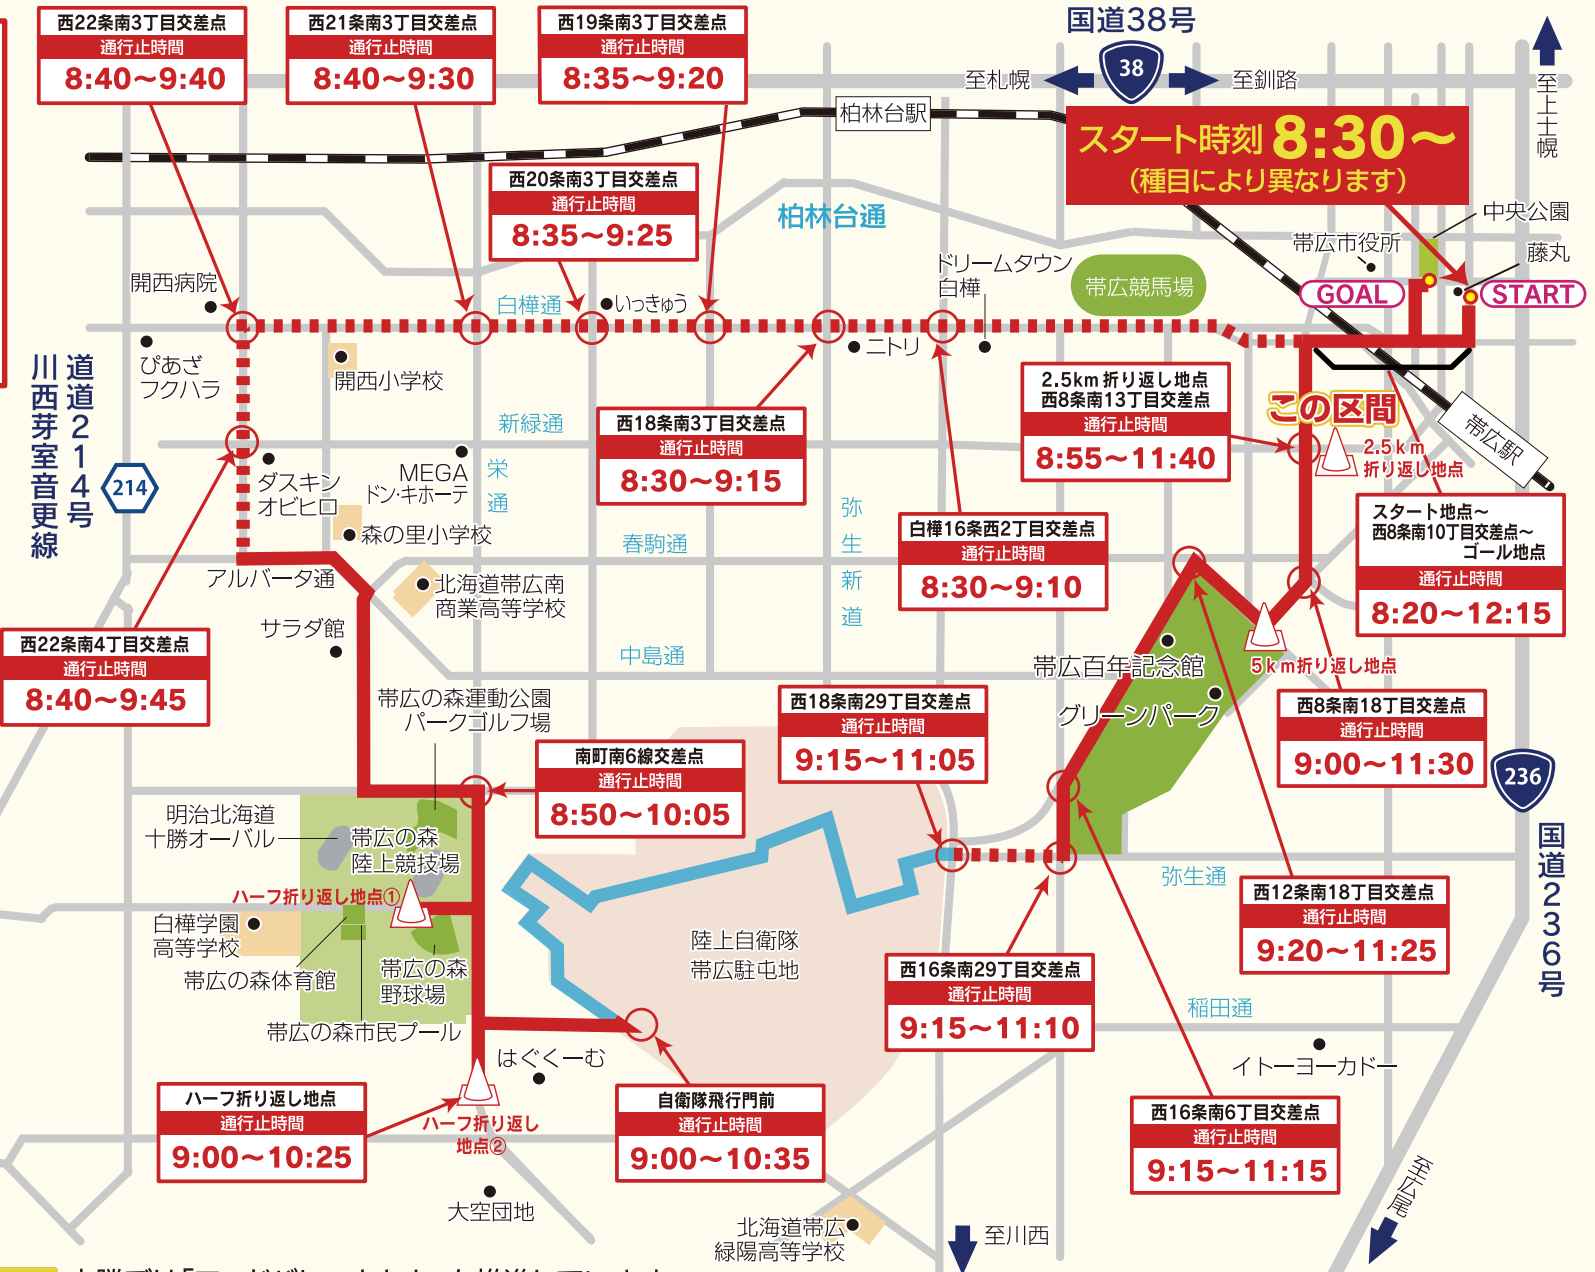 西22条南3丁目交差点
通行止時間
8:40〜9:40
西21条南3丁目交差点
通行止時間
8:40〜9:30
西19条南3丁目交差点
通行止時間
8:35〜9:20
国道38号
38
至札幌
至釧路
至上士幌
柏林台駅
スタート時刻 8:30〜
(種目により異なります)
西20条南3丁目交差点
通行止時間
8:35〜9:25
柏林台通
中央公園
帯広市役所
藤丸
GOAL
START
開西病院
白樺通
いっきゅう
ドリームタウン
白樺
帯広競馬場
ぴあざ
フクハラ
開西小学校
ニトリ
道道214号
川西芽室音更線
214
新緑通
西18条南3丁目交差点
通行止時間
8:30〜9:15
2.5km 折り返し地点
西8条南13丁目交差点
通行止時間
8:55〜11:40
この区間
2.5km
折り返し地点
帯広駅
ダスキン
オビヒロ
MEGA
ドン・キホーテ
栄通
森の里小学校
春駒通
弥生新道
白樺16条西2丁目交差点
通行止時間
8:30〜9:10
スタート地点〜
西8条南10丁目交差点〜
ゴール地点
通行止時間
8:20〜12:15
アルバータ通
北海道帯広南
商業高等学校
サラダ館
西22条南4丁目交差点
通行止時間
8:40〜9:45
中島通
帯広百年記念館
5km折り返し地点
グリーンパーク
帯広の森運動公園
パークゴルフ場
西18条南29丁目交差点
通行止時間
9:15〜11:05
西8条南18丁目交差点
通行止時間
9:00〜11:30
236
国道236号
南町南6線交差点
通行止時間
8:50〜10:05
明治北海道
十勝オーバル
帯広の森
陸上競技場
ハーフ折り返し地点①
白樺学園
高等学校
帯広の森体育館
帯広の森
野球場
帯広の森市民プール
陸上自衛隊
帯広駐屯地
弥生通
西12条南18丁目交差点
通行止時間
9:20〜11:25
西16条南29丁目交差点
通行止時間
9:15〜11:10
稲田通
イトーヨーカドー
はぐくーむ
ハーフ折り返し地点
通行止時間
9:00〜10:25
ハーフ折り返し
地点②
自衛隊飛行門前
通行止時間
9:00〜10:35
西16条南6丁目交差点
通行止時間
9:15〜11:15
大空団地
北海道帯広
緑陽高等学校
至川西
至広尾